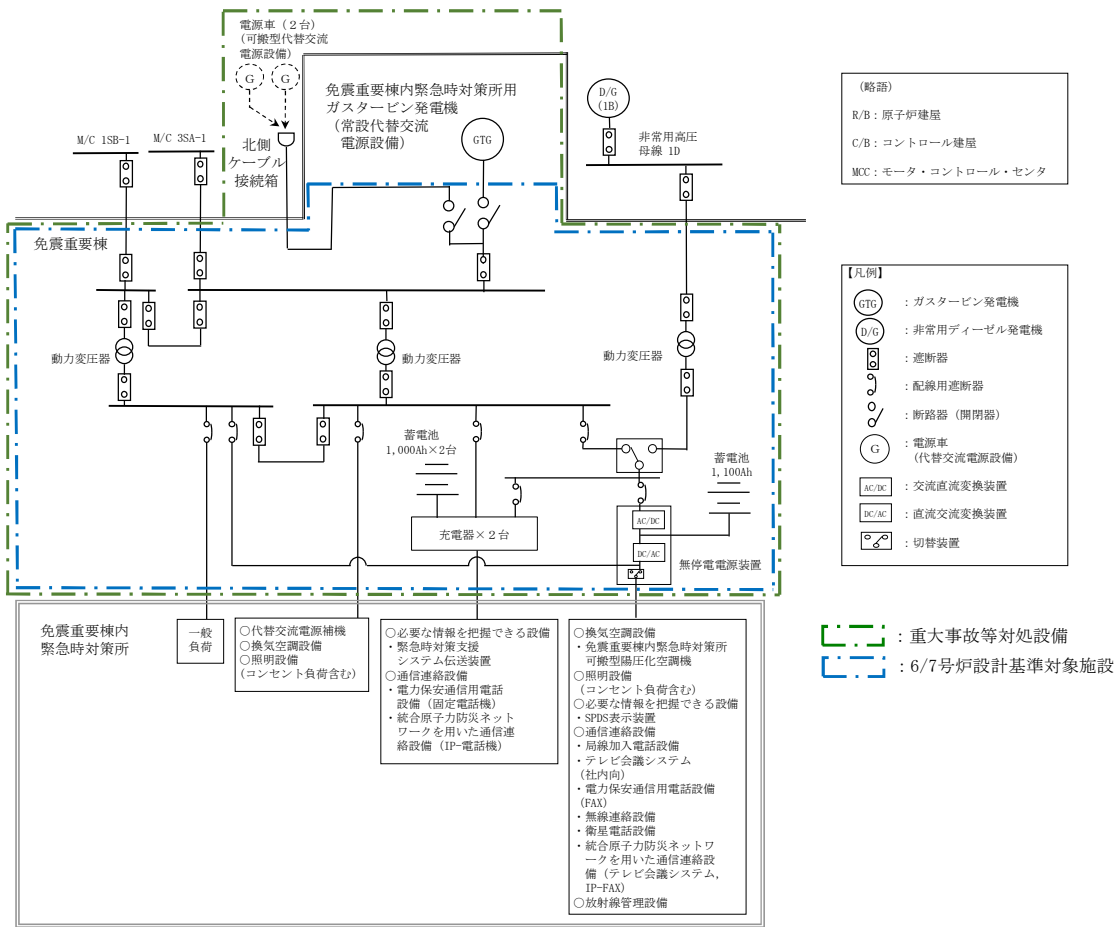 電源車（２台）
(可搬型代替交流
電源設備)
G
G
M/C 1SB-1
M/C 3SA-1
北側
ケーブル
接続箱
免震重要棟内緊急時対策所用
ガスタービン発電機
（常設代替交流
電源設備）
GTG
D/G
(1B)
非常用高圧
母線 1D
免震重要棟
動力変圧器
動力変圧器
動力変圧器
蓄電池
1,000Ah×2台
蓄電池
1,100Ah
充電器×２台
AC/DC
DC/AC
無停電電源装置
免震重要棟内
緊急時対策所
一般
負荷
○代替交流電源補機
○換気空調設備
○照明設備
(コンセント負荷含む)
○必要な情報を把握できる設備
・緊急時対策支援
システム伝送装置
○通信連絡設備
・電力保安通信用電話
設備（固定電話機）
・統合原子力防災ネット
ワークを用いた通信連
絡設備（IP-電話機）
○換気空調設備
・免震重要棟内緊急時対策所
可搬型陽圧化空調機
○照明設備
(コンセント負荷含む)
○必要な情報を把握できる設備
・SPDS表示装置
○通信連絡設備
・局線加入電話設備
・テレビ会議システム
(社内向)
・電力保安通信用電話設備
(FAX)
・無線連絡設備
・衛星電話設備
・統合原子力防災ネットワ
ークを用いた通信連絡設
備（テレビ会議システム,
IP-FAX）
○放射線管理設備
（略語）
R/B：原子炉建屋
C/B：コントロール建屋
MCC：モータ・コントロール・センタ
【凡例】
GTG ：ガスタービン発電機
D/G ：非常用ディーゼル発電機
：遮断器
：配線用遮断器
：断路器（開閉器）
G ：電源車
(代替交流電源設備)
AC/DC ：交流直流変換装置
DC/AC ：直流交流変換装置
：切替装置
：重大事故等対処設備
：6/7号炉設計基準対象施設